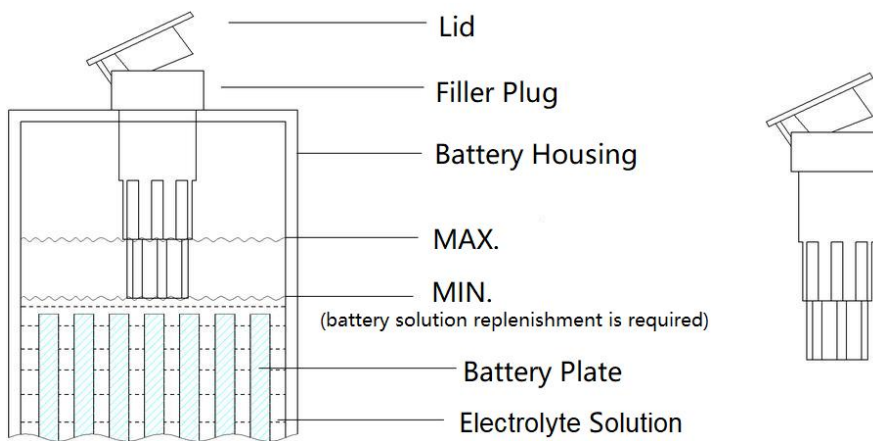 Lid
Filler Plug
Battery Housing
MAX.
MIN.
(battery solution replenishment is required)
Battery Plate
Electrolyte Solution